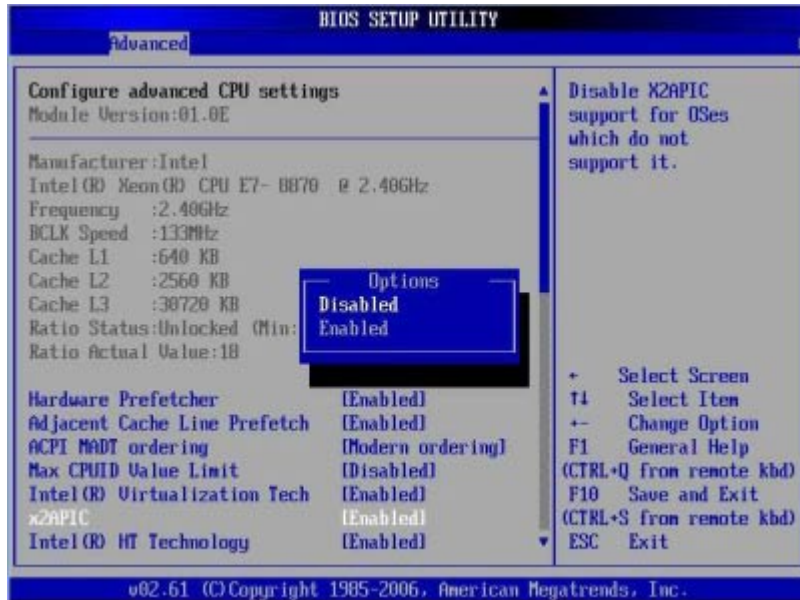 BIOS SETUP UTILITY
Advanced
Configure advanced CPU settings
Module Version:01.0E
Manufacturer:Intel
Intel(R) Xeon(R) CPU E7- 8870 @ 2.40GHz
Frequency :2.40GHz
BCLK Speed :133MHz
Cache L1 :640 KB
Cache L2 :2560 KB
Cache L3 :30720 KB
Ratio Status:Unlocked (Min:
Ratio Actual Value:18
Options
Disabled
Enabled
Hardware Prefetcher [Enabled]
Adjacent Cache Line Prefetch [Enabled]
ACPI MADT ordering [Modern ordering]
Max CPUID Value Limit [Disabled]
Intel(R) Virtualization Tech [Enabled]
x2APIC [Enabled]
Intel(R) HT Technology [Enabled]
Disable X2APIC
support for OSes
which do not
support it.
← Select Screen
↑↓ Select Item
+- Change Option
F1 General Help
(CTRL+Q from remote kbd)
F10 Save and Exit
(CTRL+S from remote kbd)
ESC Exit
v02.61 (C)Copyright 1985-2006, American Megatrends, Inc.